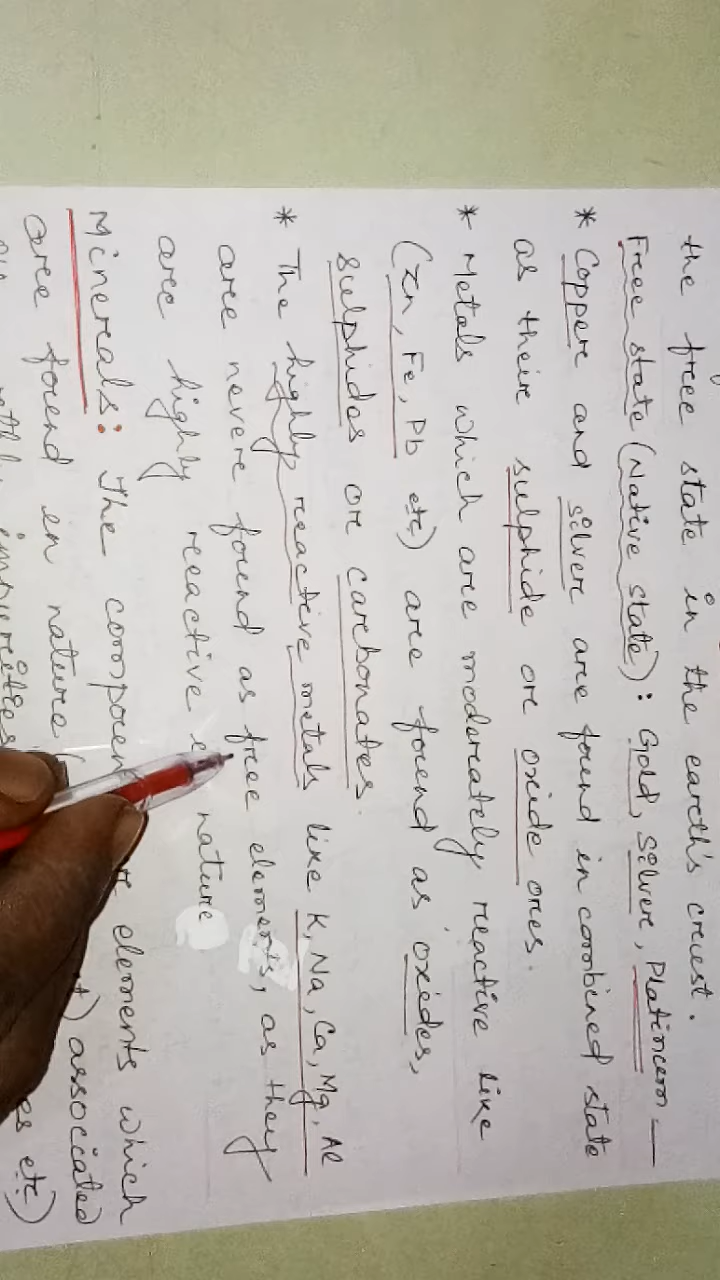 the free state in the earth's crust.
Free state (Native state): Gold, Silver, Platinum —
* Copper and silver are found in combined state
as their sulphide or oxide ores.
* Metals which are moderately reactive like
(Zn, Fe, Pb etc) are found as oxides,
sulphides or carbonates.
* The highly reactive metals like K, Na, Ca, Mg, Al
are never found as free elements, as they
are highly reactive nature
Minerals: The elements which
are found in nature ( associated
impurities etc)